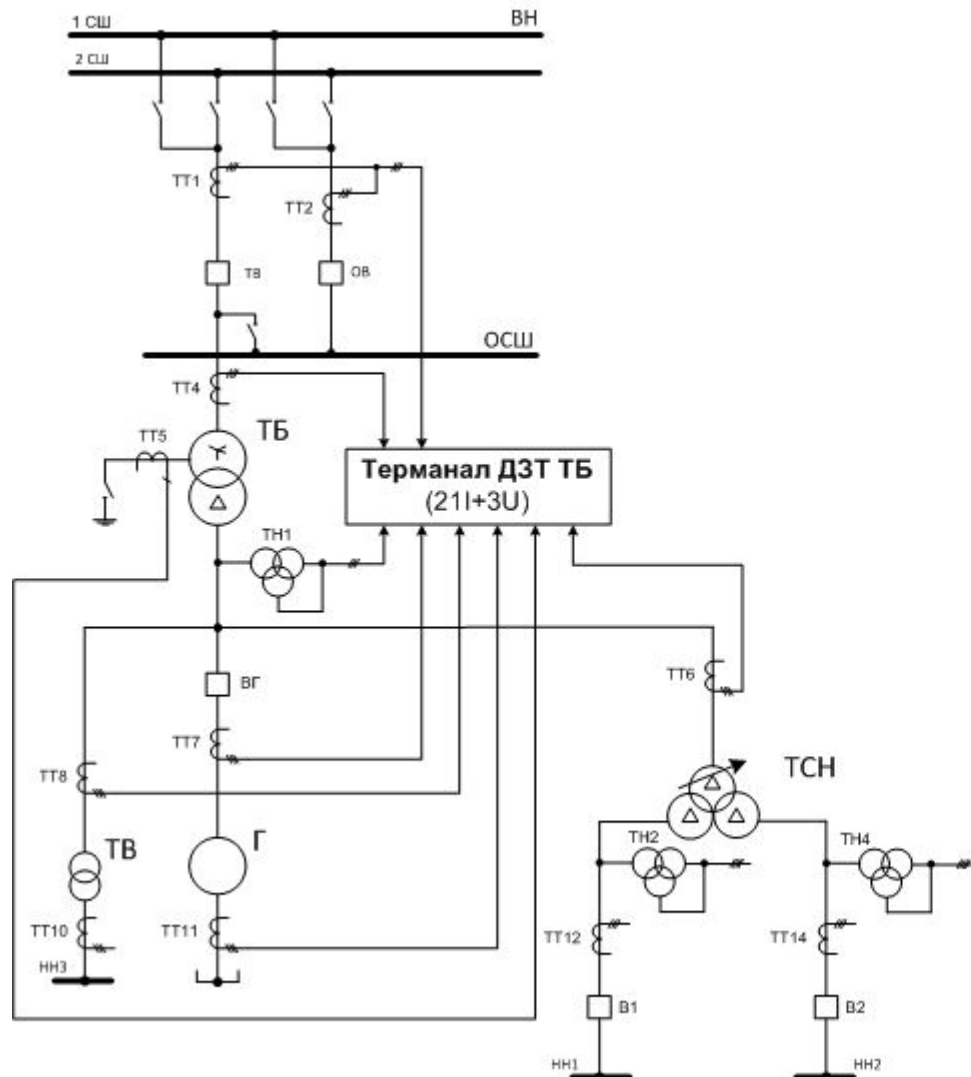 1 СШ
ВН
2 СШ
ТТ1
ТТ2
ТВ
ОВ
ОСШ
ТТ4
ТБ
ТТ5
Терманал ДЗТ ТБ
(21I+3U)
ТН1
ТТ6
ВГ
ТТ7
ТТ8
ТСН
ТВ
Г
ТН2
ТН4
ТТ10
ТТ11
ТТ12
ТТ14
НН3
В1
В2
НН1
НН2